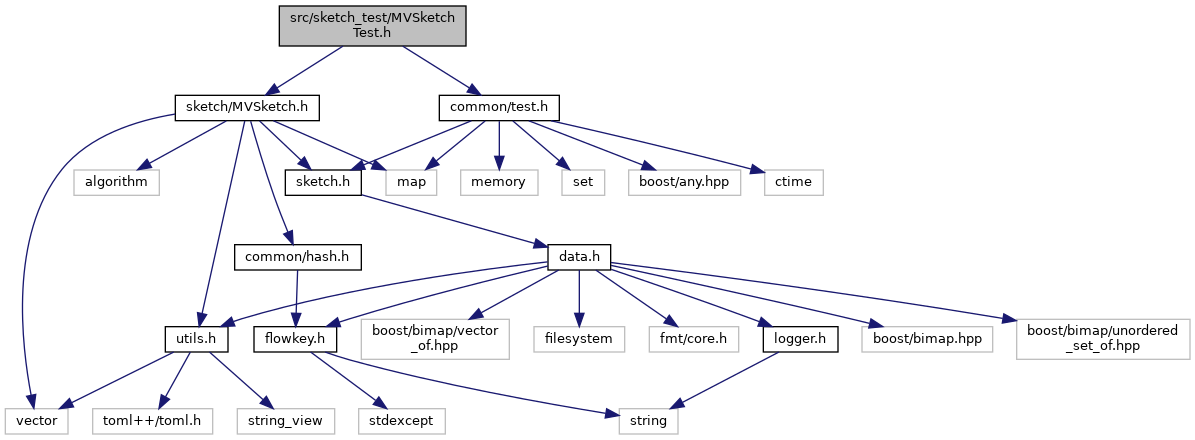 src/sketch_test/MVSketch
Test.h
sketch/MVSketch.h
common/test.h
algorithm
sketch.h
map
memory
set
boost/any.hpp
ctime
common/hash.h
data.h
utils.h
flowkey.h
boost/bimap/vector
_of.hpp
filesystem
fmt/core.h
logger.h
boost/bimap.hpp
boost/bimap/unordered
_set_of.hpp
vector
toml++/toml.h
string_view
stdexcept
string